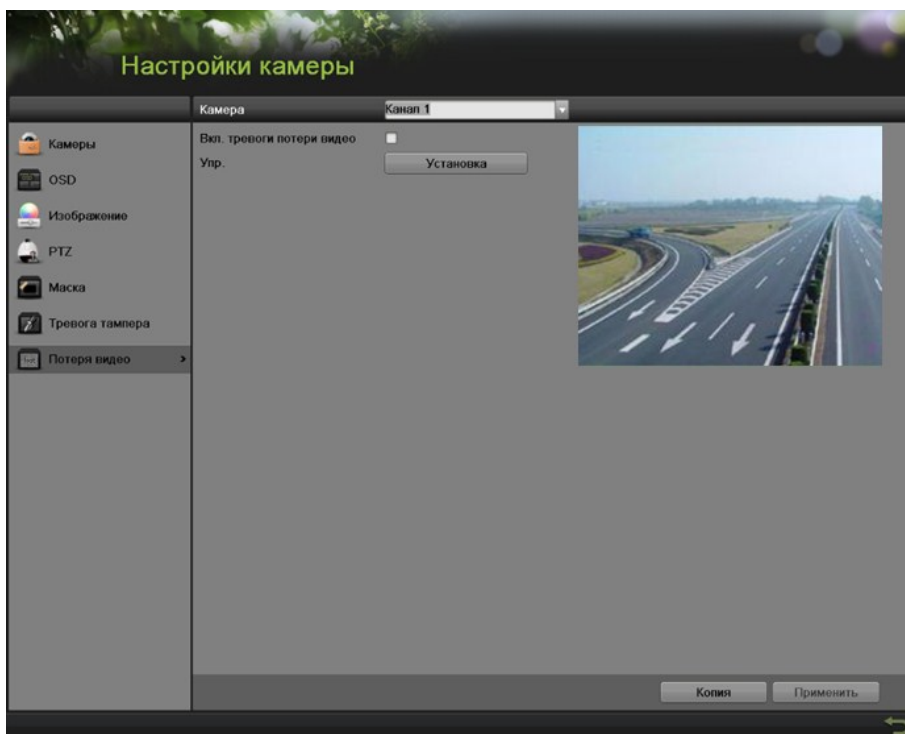 Настройки камеры
Камера Канал 1
Вкл. тревоги потери видео
Упр. Установка
Камеры
OSD
Изображение
PTZ
Маска
Тревога тампера
Потеря видео
Копия Применить